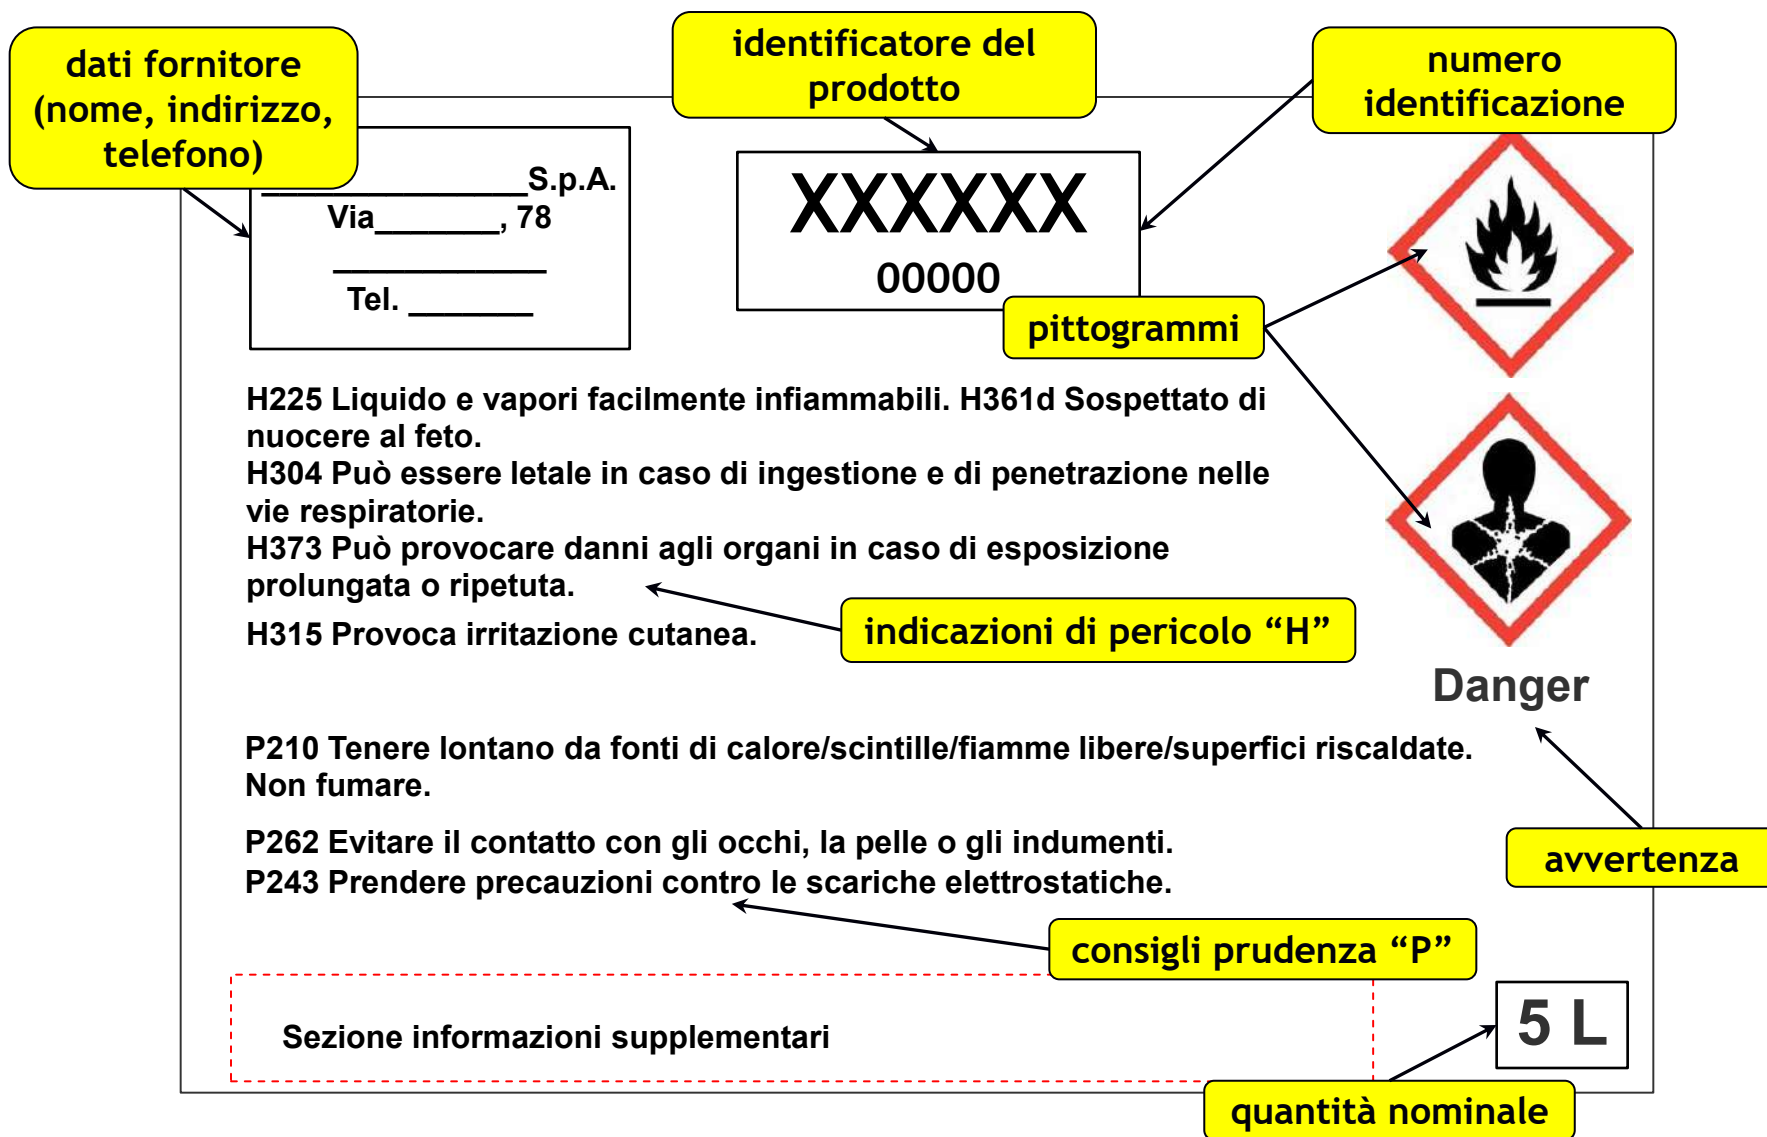 dati fornitore
(nome, indirizzo,
telefono)
identificatore del
prodotto
numero
identificazione
_______________S.p.A.
Via_______, 78
____________
Tel. _______
XXXXXX
00000
pittogrammi
H225 Liquido e vapori facilmente infiammabili. H361d Sospettato di
nuocere al feto.
H304 Può essere letale in caso di ingestione e di penetrazione nelle
vie respiratorie.
H373 Può provocare danni agli organi in caso di esposizione
prolungata o ripetuta.
H315 Provoca irritazione cutanea.
indicazioni di pericolo “H”
Danger
P210 Tenere lontano da fonti di calore/scintille/fiamme libere/superfici riscaldate.
Non fumare.
P262 Evitare il contatto con gli occhi, la pelle o gli indumenti.
P243 Prendere precauzioni contro le scariche elettrostatiche.
avvertenza
consigli prudenza “P”
Sezione informazioni supplementari
5 L
quantità nominale